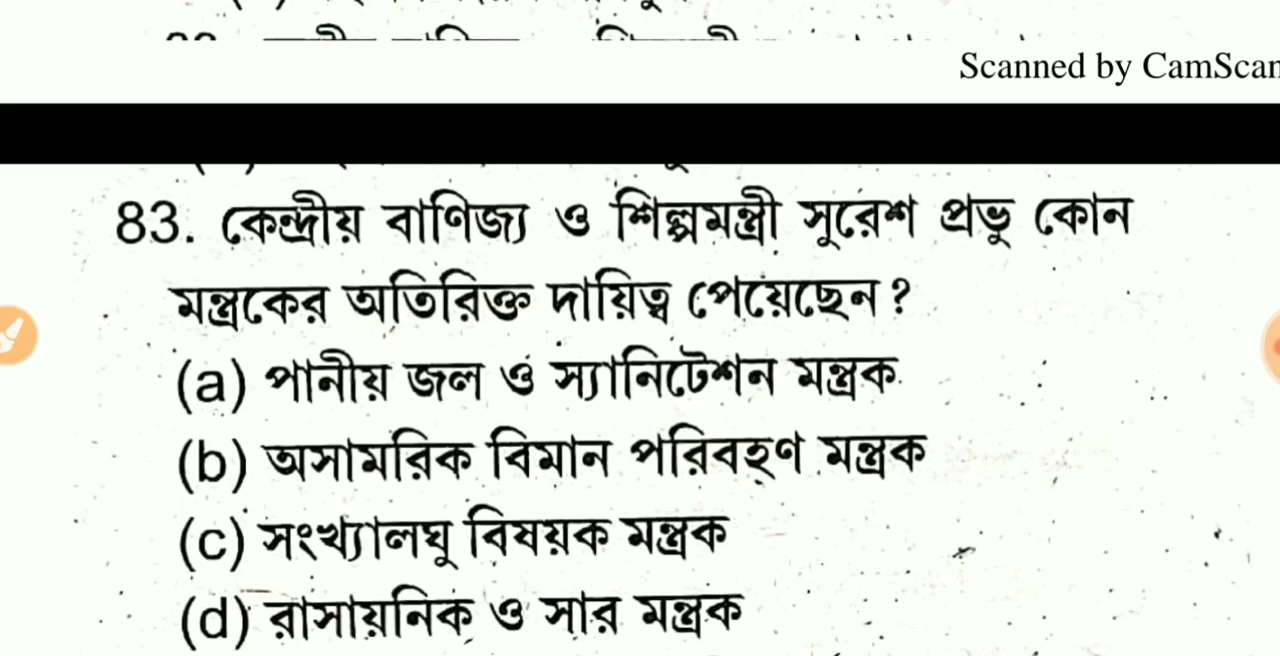 Scanned by CamScan
83. কেন্দ্রীয় বাণিজ্য ও শিল্পমন্ত্রী সুরেশ প্রভু কোন
মন্ত্রকের অতিরিক্ত দায়িত্ব পেয়েছেন?
(a) পানীয় জল ও স্যানিটেশন মন্ত্রক
(b) অসামরিক বিমান পরিবহণ মন্ত্রক
(c) সংখ্যালঘু বিষয়ক মন্ত্রক
(d) রাসায়নিক ও সার মন্ত্রক